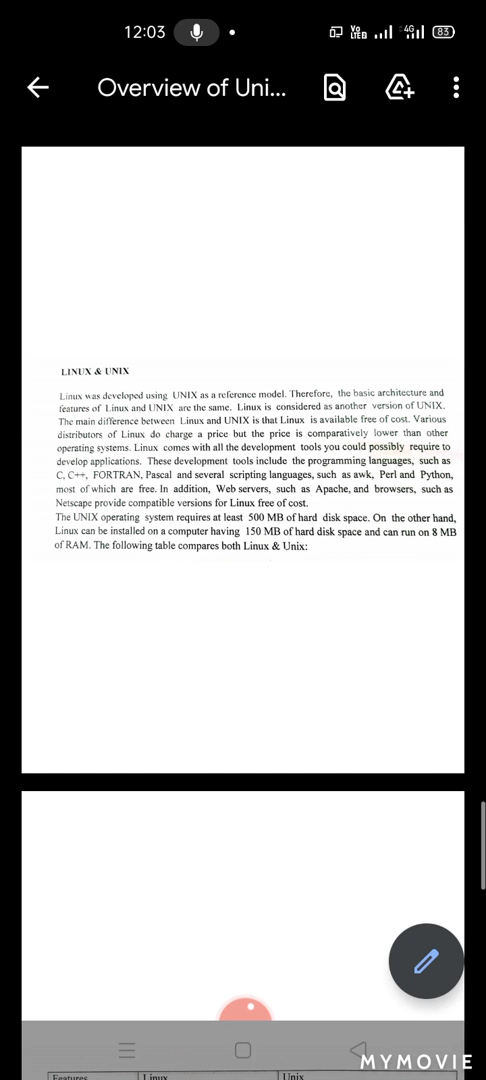 12:03
Vo
LTED
4G
83
Overview of Uni...
LINUX & UNIX
Linux was developed using UNIX as a reference model. Therefore, the basic architecture and
features of Linux and UNIX are the same. Linux is considered as another version of UNIX.
The main difference between Linux and UNIX is that Linux is available free of cost. Various
distributors of Linux do charge a price but the price is comparatively lower than other
operating systems. Linux comes with all the development tools you could possibly require to
develop applications. These development tools include the programming languages, such as
C, C++, FORTRAN, Pascal and several scripting languages, such as awk, Perl and Python,
most of which are free. In addition, Web servers, such as Apache, and browsers, such as
Netscape provide compatible versions for Linux free of cost.
The UNIX operating system requires at least 500 MB of hard disk space. On the other hand,
Linux can be installed on a computer having 150 MB of hard disk space and can run on 8 MB
of RAM. The following table compares both Linux & Unix:
MYMOVIE
Features Linux Unix